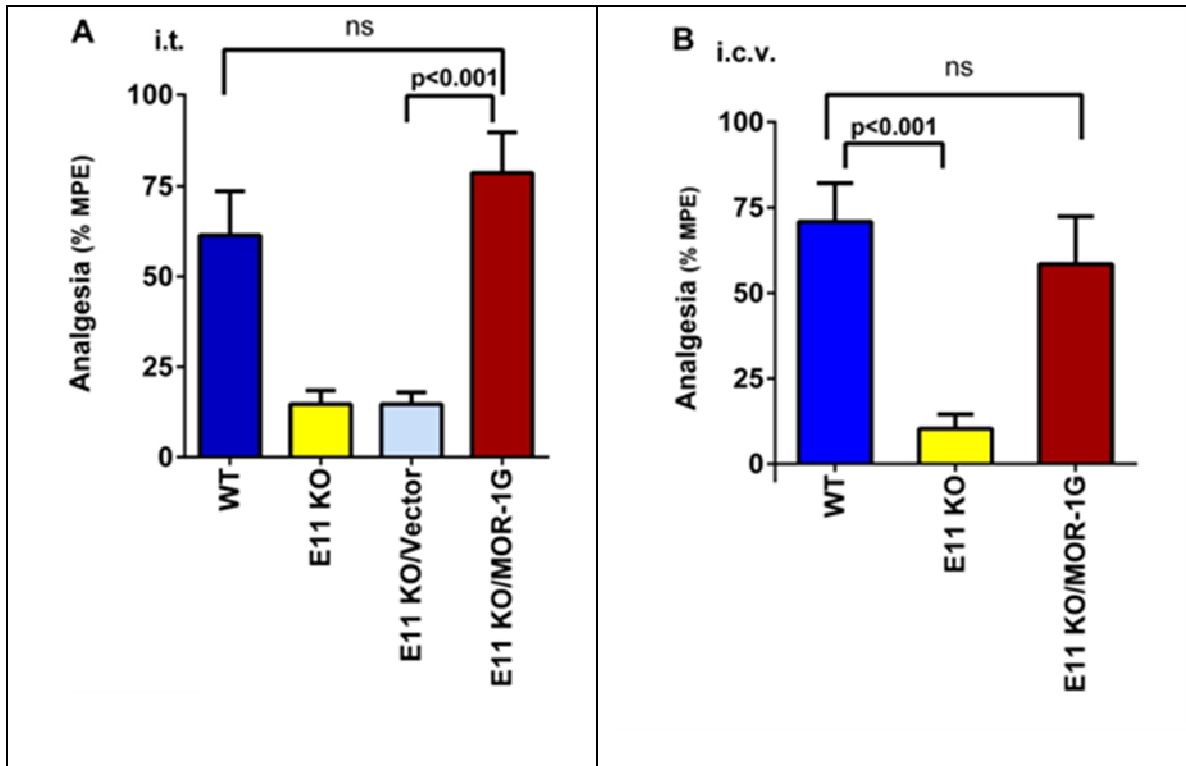 A
i.t.
ns
p<0.001
100
75
50
25
0
Analgesia (% MPE)
WT
E11 KO
E11 KO/Vector
E11 KO/MOR-1G
B
i.c.v.
ns
p<0.001
100
75
50
25
0
Analgesia (% MPE)
WT
E11 KO
E11 KO/MOR-1G